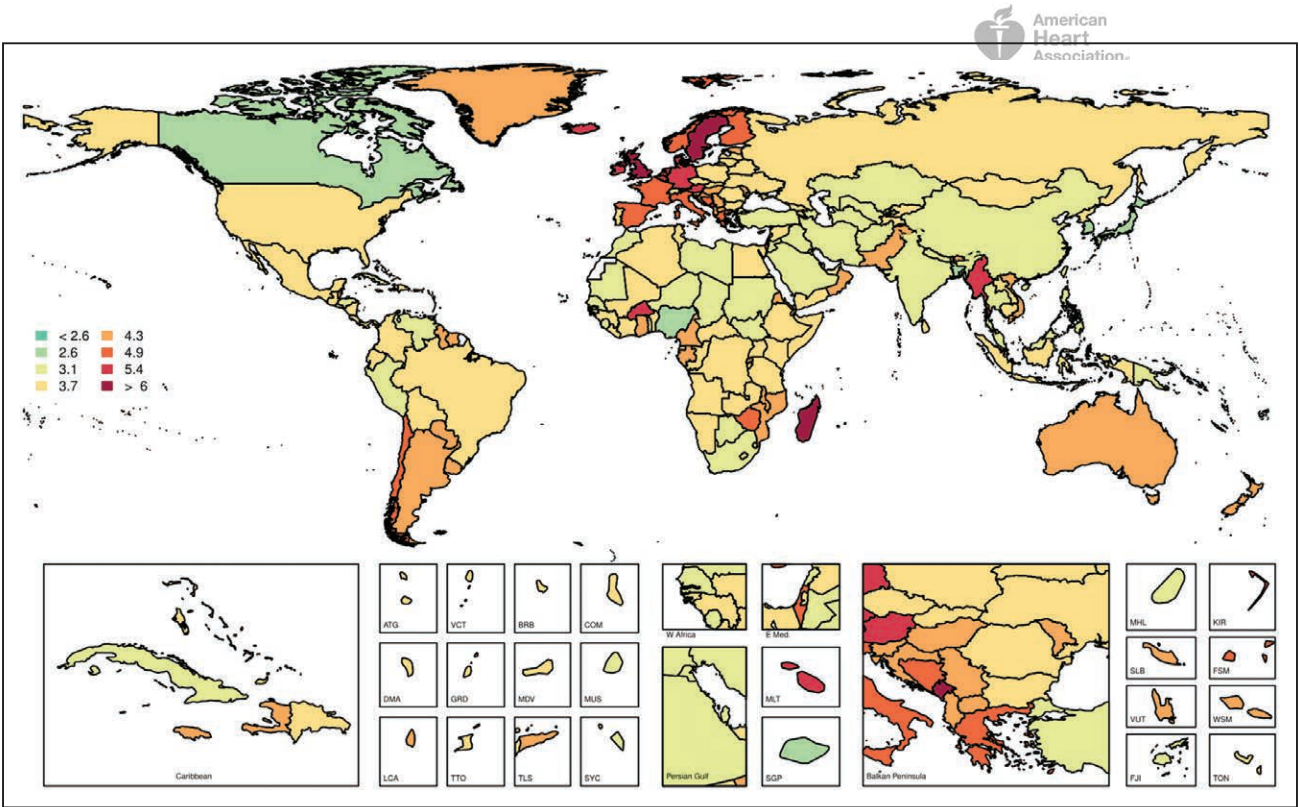 American
Heart
Association®
< 2.6
4.3
2.6
4.9
3.1
5.4
3.7
> 6
Caribbean
ATG
VCT
BRB
COM
DMA
GRD
MDV
MUS
LCA
TTO
TLS
SYC
W Africa
E Med.
Persian Gulf
MLT
SGP
Balkan Peninsula
MHL
KIR
SLB
FSM
VUT
WSM
FJI
TON